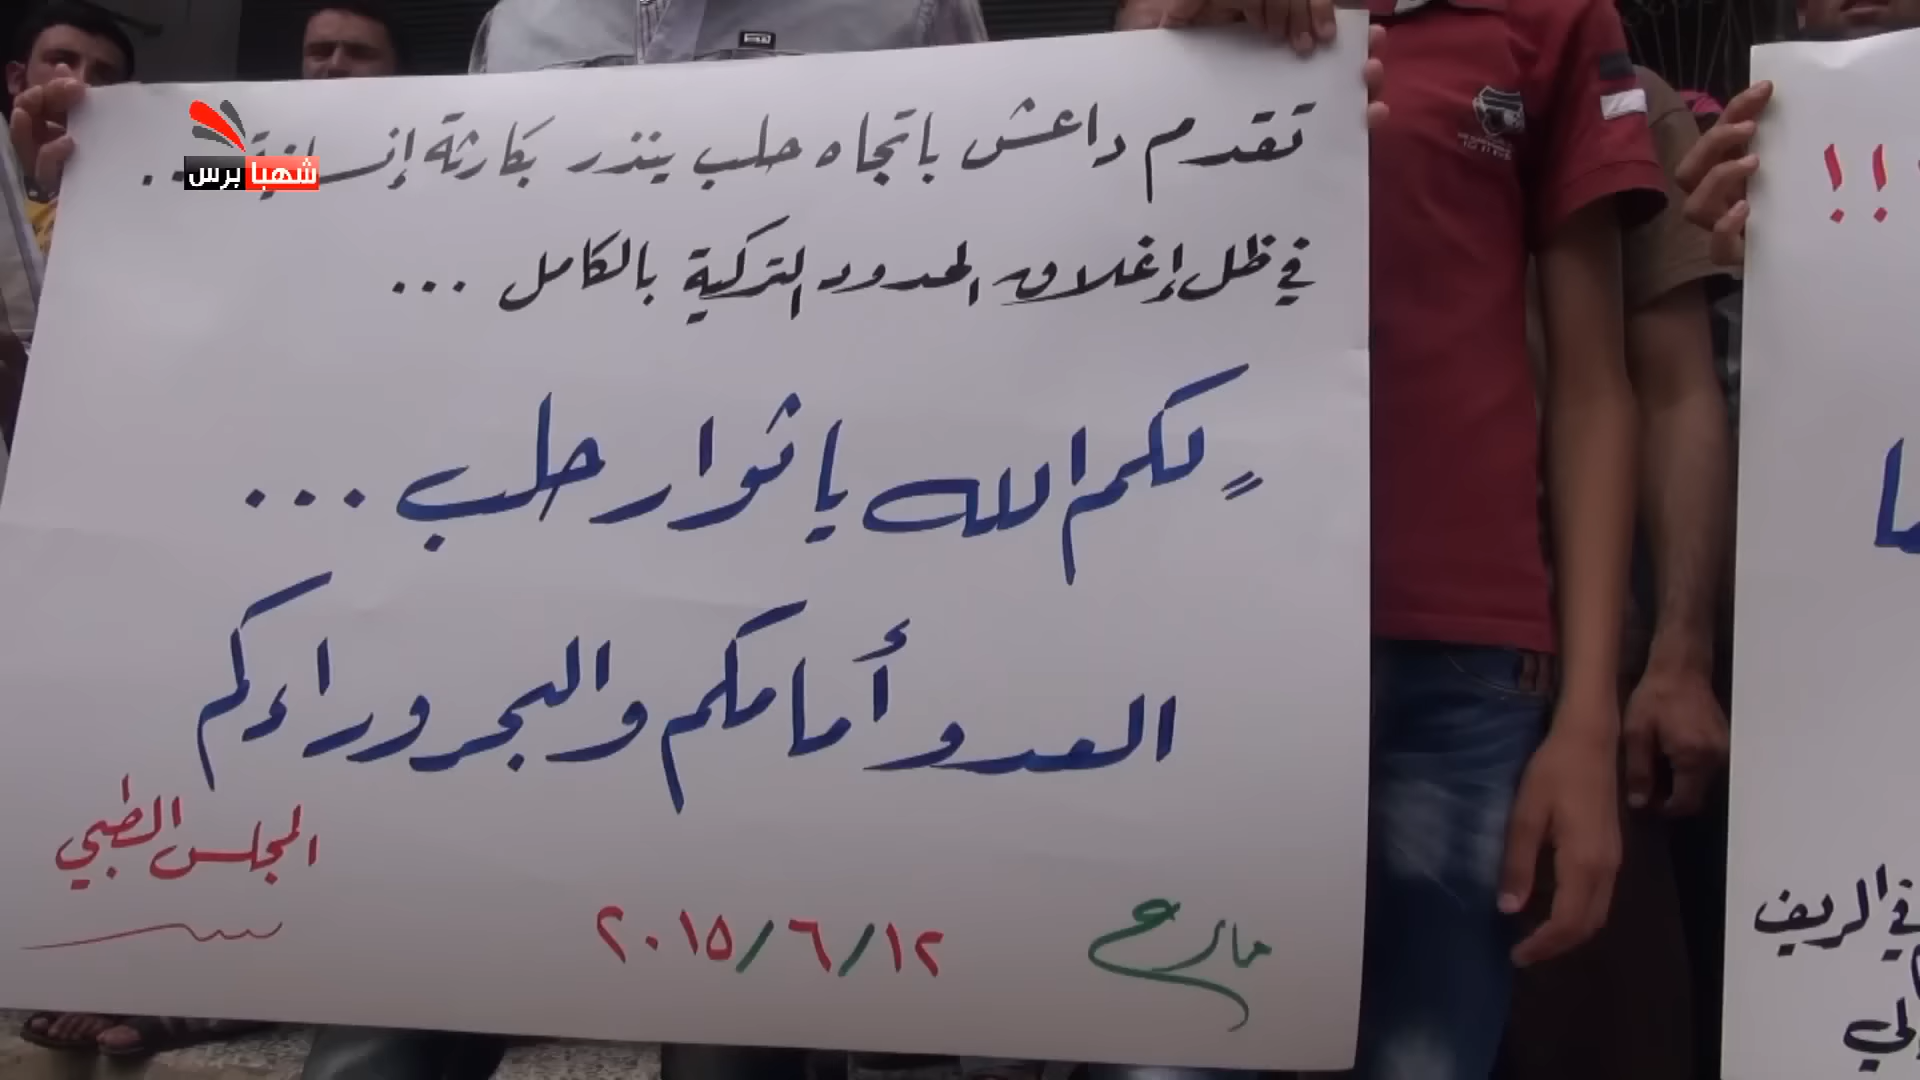 تقدم داعش باتجاه حلب ينذر بكارثة إنسانية ..
في ظل إغلاق الحدود التركية بالكامل ...
لكم الله يا ثوار حلب ...
العدو أمامكم والبحر وراءكم
المجلس الطبي
مارع ٢٠١٥/٦/١٢
شهبا برس
!!
في الريف